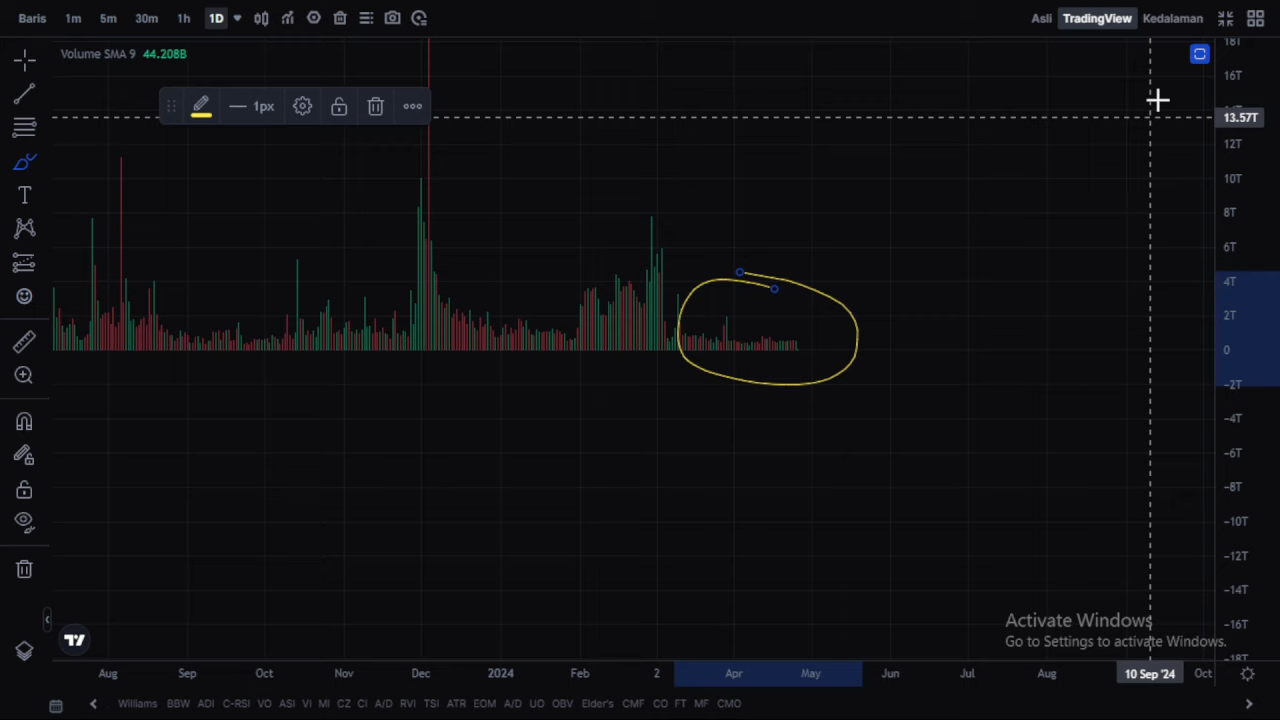 Baris 1m 5m 30m 1h 1D Asli TradingView Kedalaman
Volume SMA 9 44.208B
18T
16T
1px
13.57T
12T
10T
8T
6T
4T
2T
0
−2T
−4T
−6T
−8T
−10T
−12T
−14T
−16T
−18T
Activate Windows
Go to Settings to activate Windows.
Aug Sep Oct Nov Dec 2024 Feb 2 Apr May Jun Jul Aug 10 Sep '24 Oct
Williams BBW ADI C-RSI VO ASI VI MI CZ CI A/D RVI TSI ATR EOM A/D UO OBV Elder's CMF CO FT MF CMO